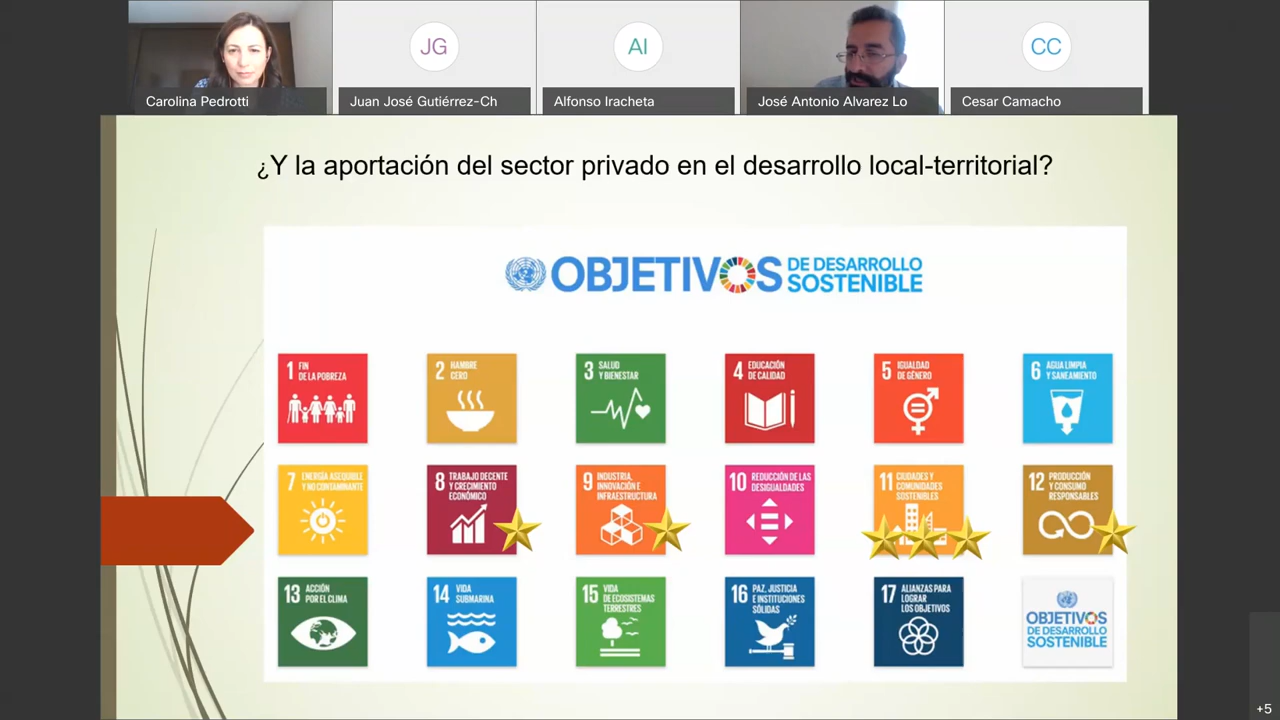 JG
AI
CC
Carolina Pedrotti
Juan José Gutiérrez-Ch
Alfonso Iracheta
José Antonio Alvarez Lo
Cesar Camacho
¿Y la aportación del sector privado en el desarrollo local-territorial?
OBJETIVOS
DE DESARROLLO
SOSTENIBLE
1 FIN
DE LA POBREZA
2 HAMBRE
CERO
3 SALUD
Y BIENESTAR
4 EDUCACIÓN
DE CALIDAD
5 IGUALDAD
DE GÉNERO
6 AGUA LIMPIA
Y SANEAMIENTO
7 ENERGÍA ASEQUIBLE
Y NO CONTAMINANTE
8 TRABAJO DECENTE
Y CRECIMIENTO
ECONÓMICO
9 INDUSTRIA,
INNOVACIÓN E
INFRAESTRUCTURA
10 REDUCCIÓN DE LAS
DESIGUALDADES
11 CIUDADES Y
COMUNIDADES
SOSTENIBLES
12 PRODUCCIÓN
Y CONSUMO
RESPONSABLES
13 ACCIÓN
POR EL CLIMA
14 VIDA
SUBMARINA
15 VIDA
DE ECOSISTEMAS
TERRESTRES
16 PAZ, JUSTICIA
E INSTITUCIONES
SÓLIDAS
17 ALIANZAS PARA
LOGRAR
LOS OBJETIVOS
OBJETIVOS
DE DESARROLLO
SOSTENIBLE
+5